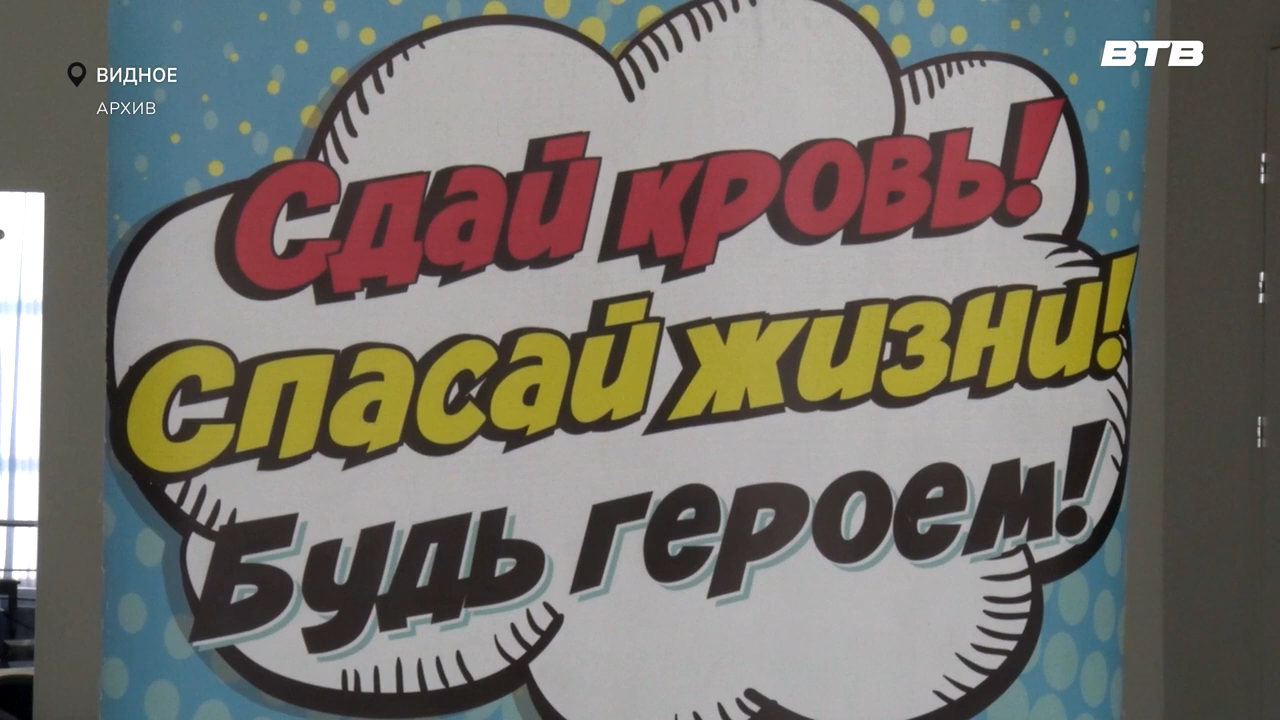 ВИДНОЕ
АРХИВ
ВТВ
Сдай кровь!
Спасай жизни!
Будь героем!